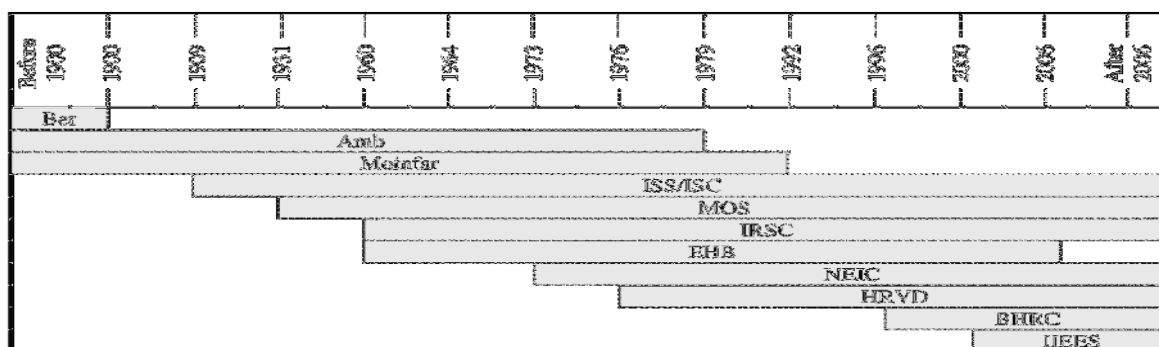 Before 1900 1900 1909 1931 1960 1964 1973 1976 1979 1992 1996 2000 2006 After 2006
Ber
Amb
Moinfar
ISS/ISC
MOS
IRSC
EHB
NEIC
HRVD
BHRC
IIEES